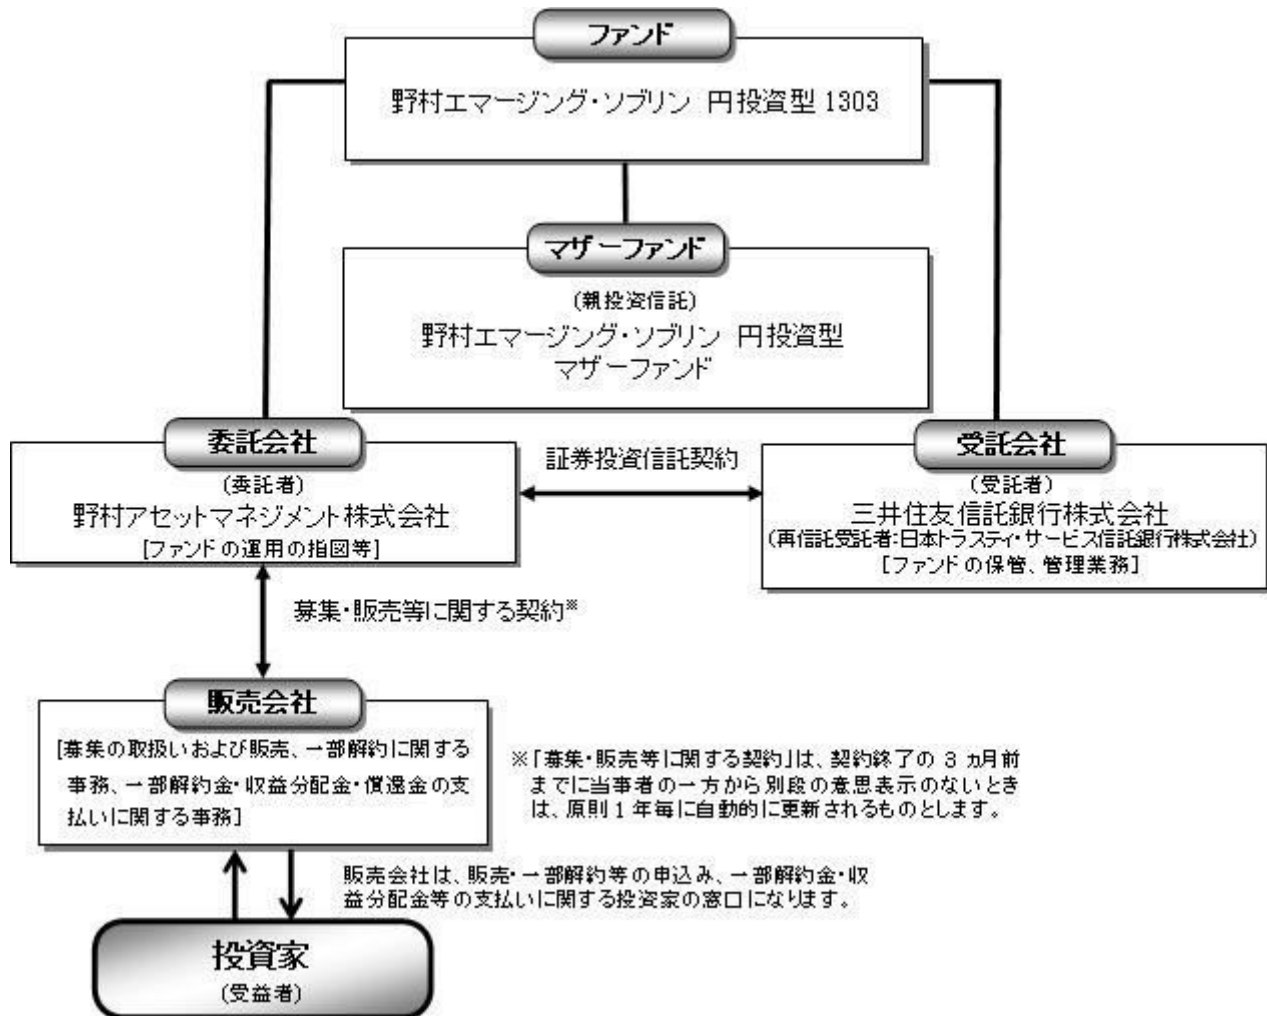 ファンド
野村エマージング・ソブリン 円投資型 1303
マザーファンド
(親投資信託)
野村エマージング・ソブリン 円投資型
マザーファンド
委託会社
(委託者)
野村アセットマネジメント株式会社
[ファンドの運用の指図等]
証券投資信託契約
受託会社
(受託者)
三井住友信託銀行株式会社
(再信託受託者:日本トラスティ・サービス信託銀行株式会社)
[ファンドの保管、管理業務]
募集・販売等に関する契約※
販売会社
[募集の取扱いおよび販売、一部解約に関する
事務、一部解約金・収益分配金・償還金の支
払いに関する事務]
※「募集・販売等に関する契約」は、契約終了の 3 ヵ月前
までに当事者の一方から別段の意思表示のないとき
は、原則 1 年毎に自動的に更新されるものとします。
販売会社は、販売・一部解約等の申込み、一部解約金・収
益分配金等の支払いに関する投資家の窓口になります。
投資家
(受益者)